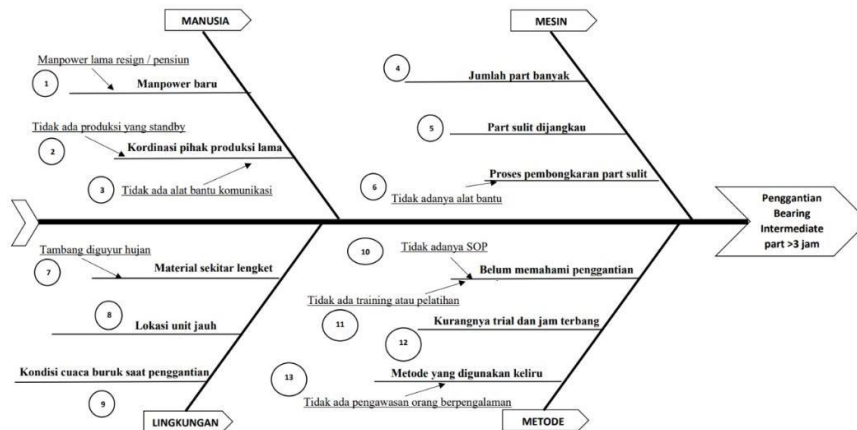 MANUSIA
MESIN
Manpower lama resign / pensiun
1
Manpower baru
4
Jumlah part banyak
Tidak ada produksi yang standby
2
Kordinasi pihak produksi lama
5
Part sulit dijangkau
3
Tidak ada alat bantu komunikasi
6
Proses pembongkaran part sulit
Tidak adanya alat bantu
Penggantian
Bearing
Intermediate
part >3 jam
Tambang diguyur hujan
7
Material sekitar lengket
10
Tidak adanya SOP
Belum memahami penggantian
Tidak ada training atau pelatihan
8
Lokasi unit jauh
11
12
Kurangnya trial dan jam terbang
Kondisi cuaca buruk saat penggantian
9
13
Metode yang digunakan keliru
Tidak ada pengawasan orang berpengalaman
LINGKUNGAN
METODE